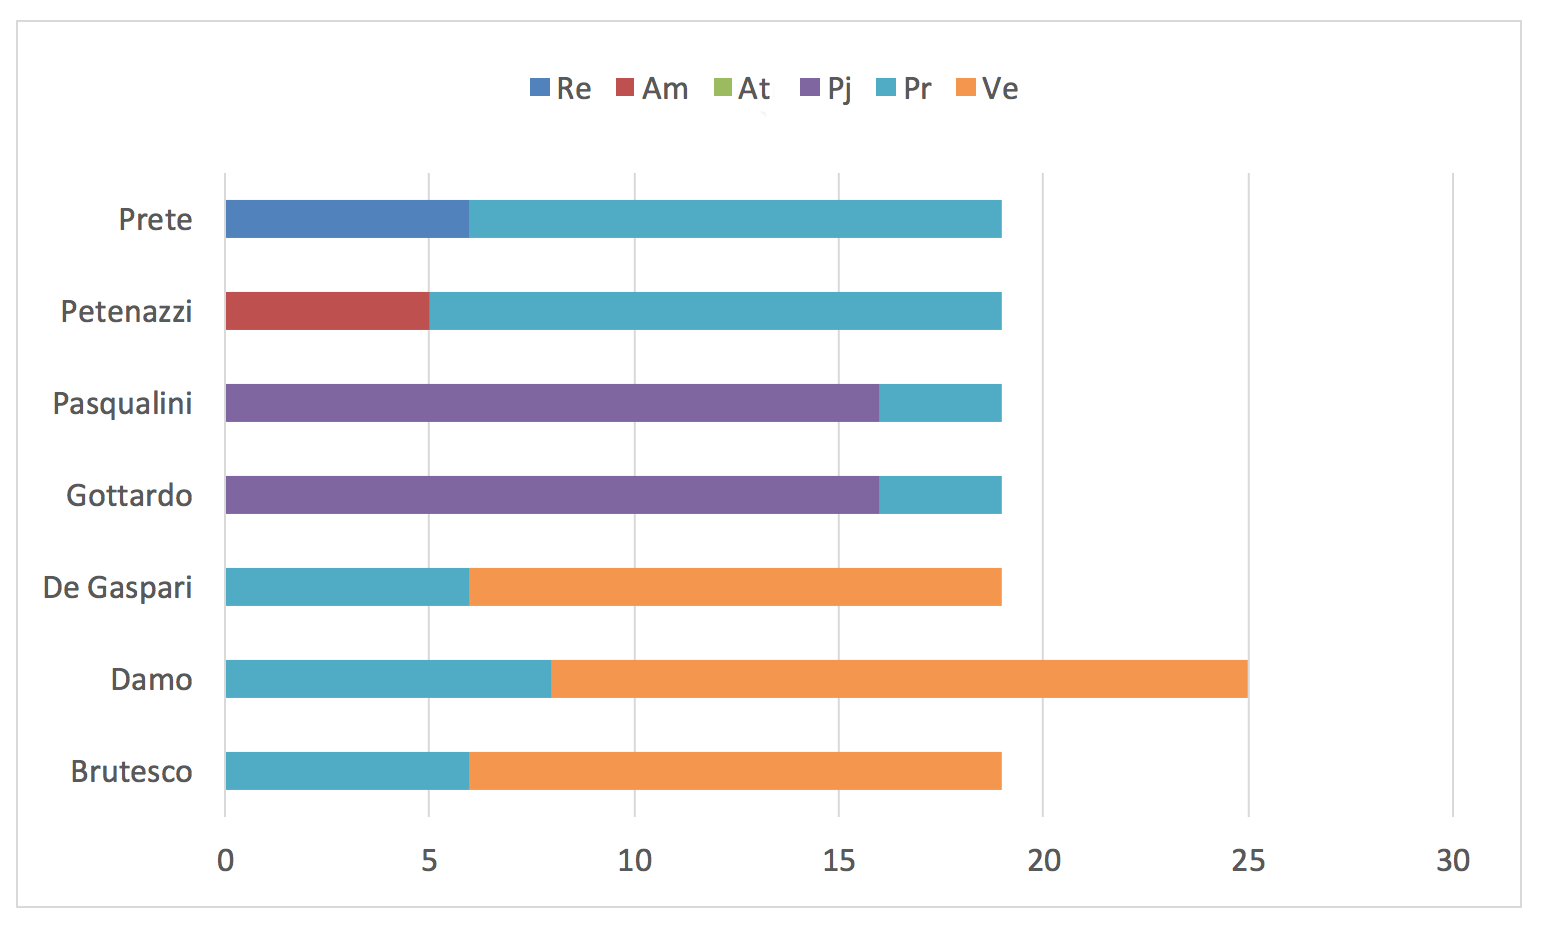 Re Am At Pj Pr Ve
Prete
Petenazzi
Pasqualini
Gottardo
De Gaspari
Damo
Brutesco
0 5 10 15 20 25 30